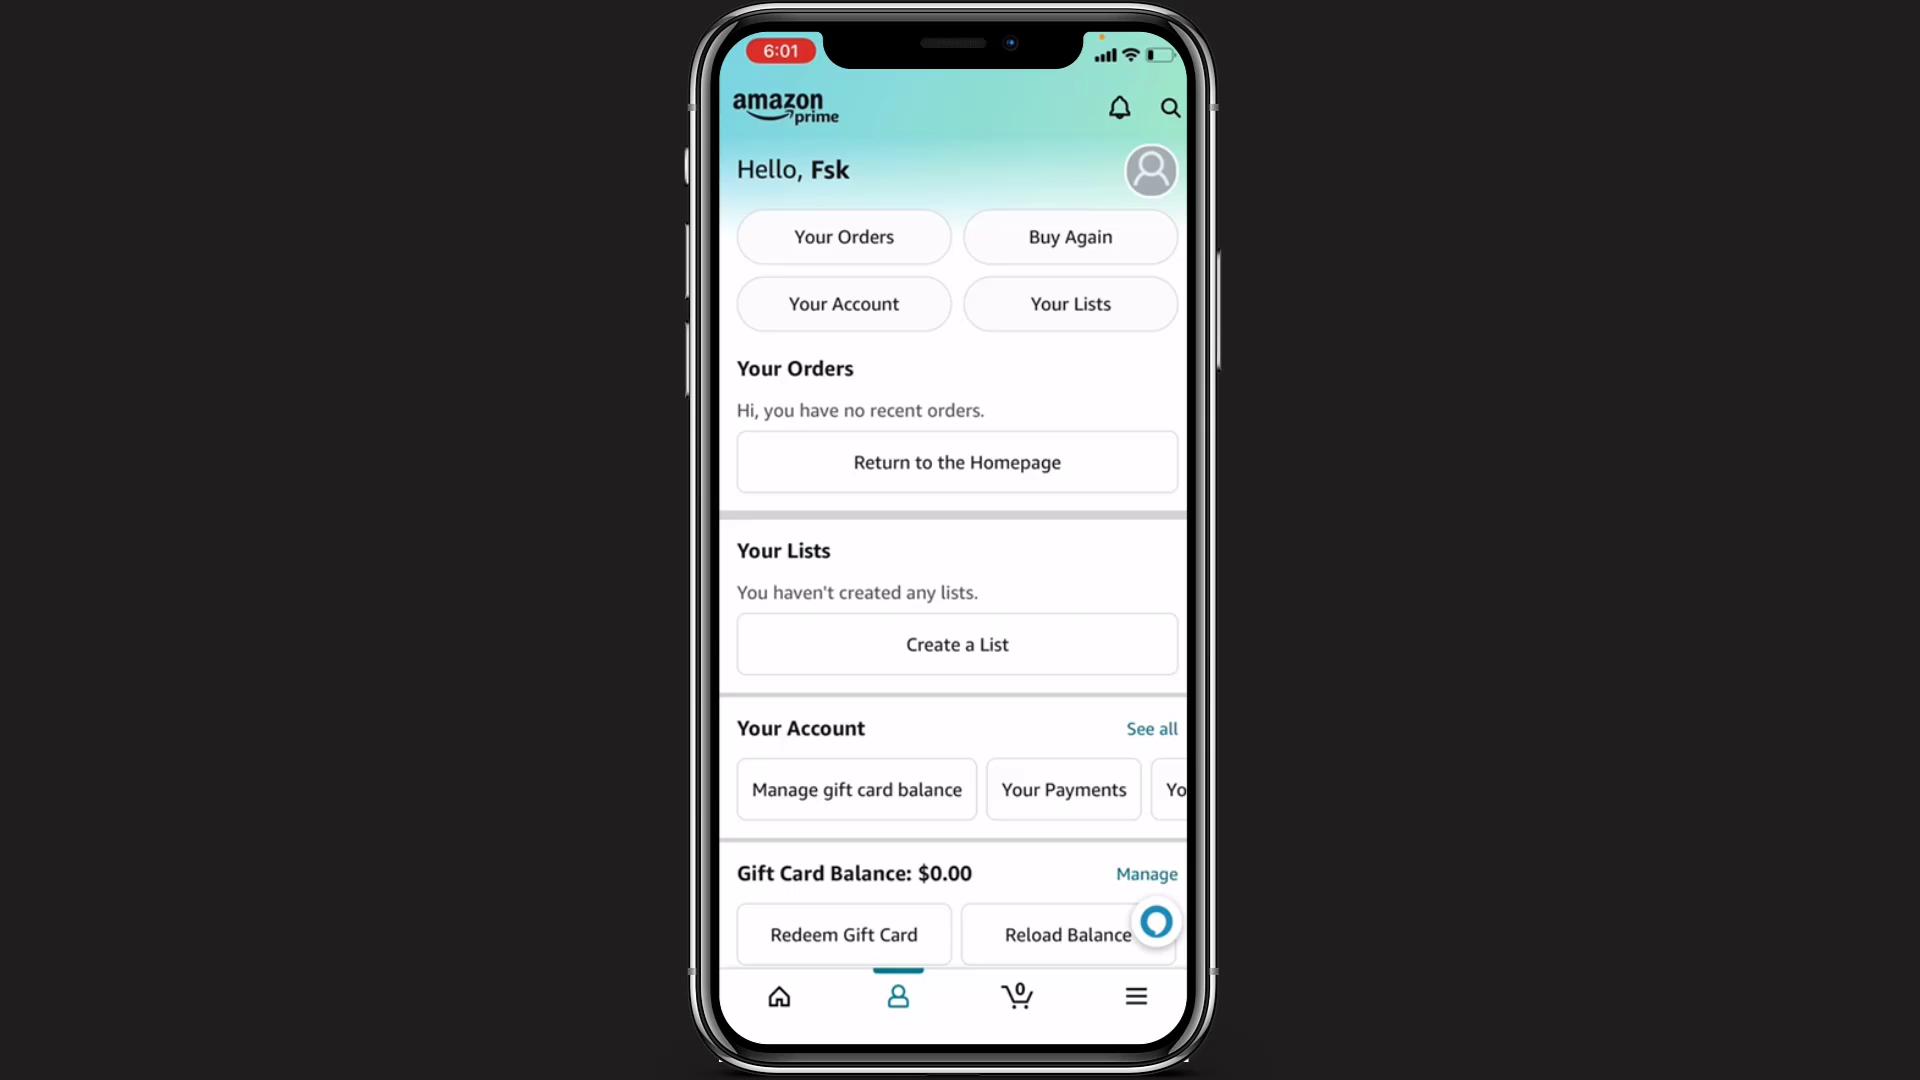 6:01
amazon
prime
Hello, Fsk
Your Orders
Buy Again
Your Account
Your Lists
Your Orders
Hi, you have no recent orders.
Return to the Homepage
Your Lists
You haven't created any lists.
Create a List
Your Account
See all
Manage gift card balance
Your Payments
Yo
Gift Card Balance: $0.00
Manage
Redeem Gift Card
Reload Balance
0